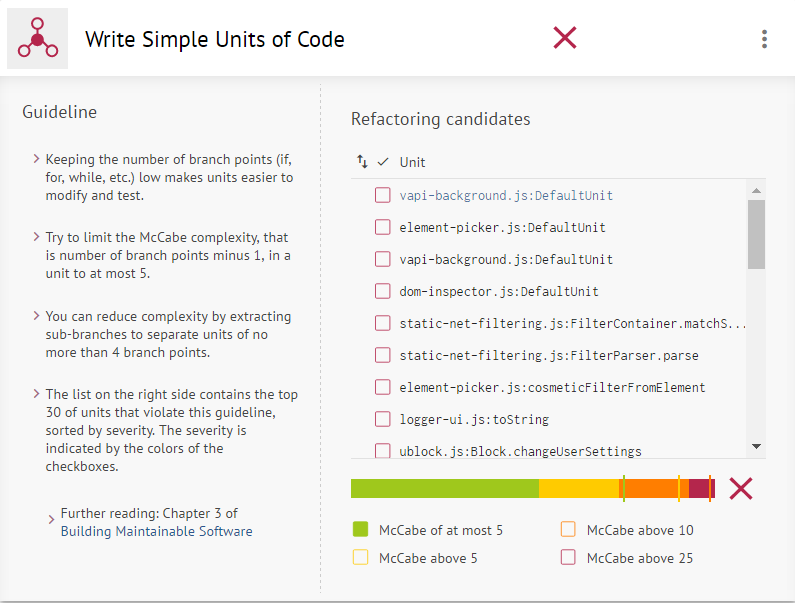 Write Simple Units of Code
Guideline
Keeping the number of branch points (if,
for, while, etc.) low makes units easier to
modify and test.
Try to limit the McCabe complexity, that
is number of branch points minus 1, in a
unit to at most 5.
You can reduce complexity by extracting
sub-branches to separate units of no
more than 4 branch points.
The list on the right side contains the top
30 of units that violate this guideline,
sorted by severity. The severity is
indicated by the colors of the
checkboxes.
Further reading: Chapter 3 of
Building Maintainable Software
Refactoring candidates
Unit
vapi-background.js:DefaultUnit
element-picker.js:DefaultUnit
vapi-background.js:DefaultUnit
dom-inspector.js:DefaultUnit
static-net-filtering.js:FilterContainer.matchS...
static-net-filtering.js:FilterParser.parse
element-picker.js:cosmeticFilterFromElement
logger-ui.js:toString
ublock.js:Block.changeUserSettings
McCabe of at most 5
McCabe above 10
McCabe above 5
McCabe above 25